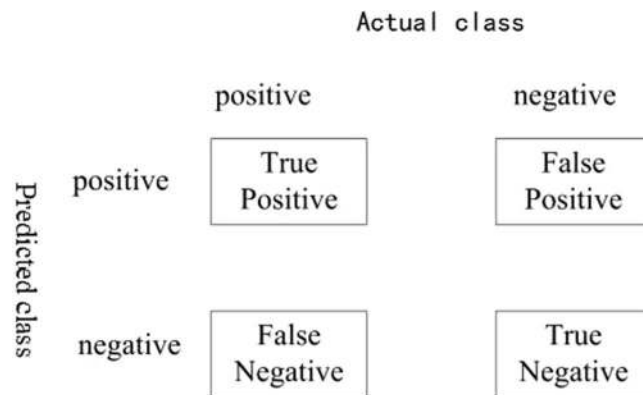 Actual class
positive negative
Predicted class
positive
True
Positive
False
Positive
negative
False
Negative
True
Negative